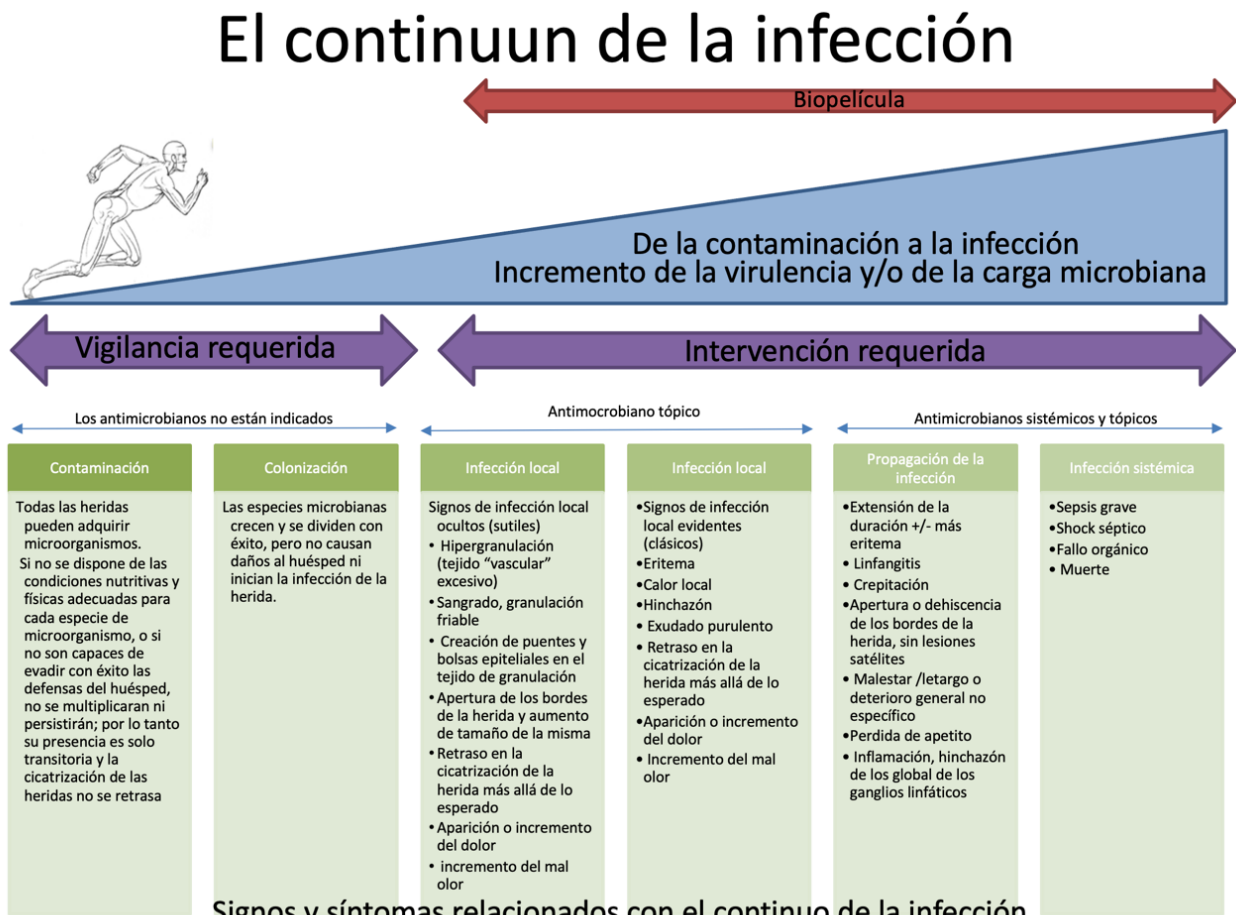 El continuun de la infección
Biopelícula
De la contaminación a la infección
Incremento de la virulencia y/o de la carga microbiana
Vigilancia requerida
Intervención requerida
Los antimicrobianos no están indicados
Antimocrobiano tópico
Antimicrobianos sistémicos y tópicos
Contaminación
Todas las heridas
pueden adquirir
microorganismos.
Si no se dispone de las
condiciones nutritivas y
físicas adecuadas para
cada especie de
microorganismo, o si
no son capaces de
evadir con éxito las
defensas del huésped,
no se multiplicaran ni
persistirán; por lo tanto
su presencia es solo
transitoria y la
cicatrización de las
heridas no se retrasa
Colonización
Las especies microbianas
crecen y se dividen con
éxito, pero no causan
daños al huésped ni
inician la infección de la
herida.
Infección local
Signos de infección local
ocultos (sutiles)
• Hipergranulación
(tejido “vascular”
excesivo)
•Sangrado, granulación
friable
• Creación de puentes y
bolsas epiteliales en el
tejido de granulación
•Apertura de los bordes
de la herida y aumento
de tamaño de la misma
•Retraso en la
cicatrización de la
herida más allá de lo
esperado
•Aparición o incremento
del dolor
• incremento del mal
olor
Infección local
•Signos de infección
local evidentes
(clásicos)
•Eritema
•Calor local
•Hinchazón
• Exudado purulento
• Retraso en la
cicatrización de la
herida más allá de lo
esperado
•Aparición o incremento
del dolor
• Incremento del mal
olor
Propagación de la
infección
•Extensión de la
duración +/- más
eritema
• Linfangitis
• Crepitación
•Apertura o dehiscencia
de los bordes de la
herida, sin lesiones
satélites
• Malestar /letargo o
deterioro general no
específico
•Perdida de apetito
• Inflamación, hinchazón
de los global de los
ganglios linfáticos
Infección sistémica
•Sepsis grave
•Shock séptico
•Fallo orgánico
• Muerte
Signos y síntomas relacionados con el continuo de la infección